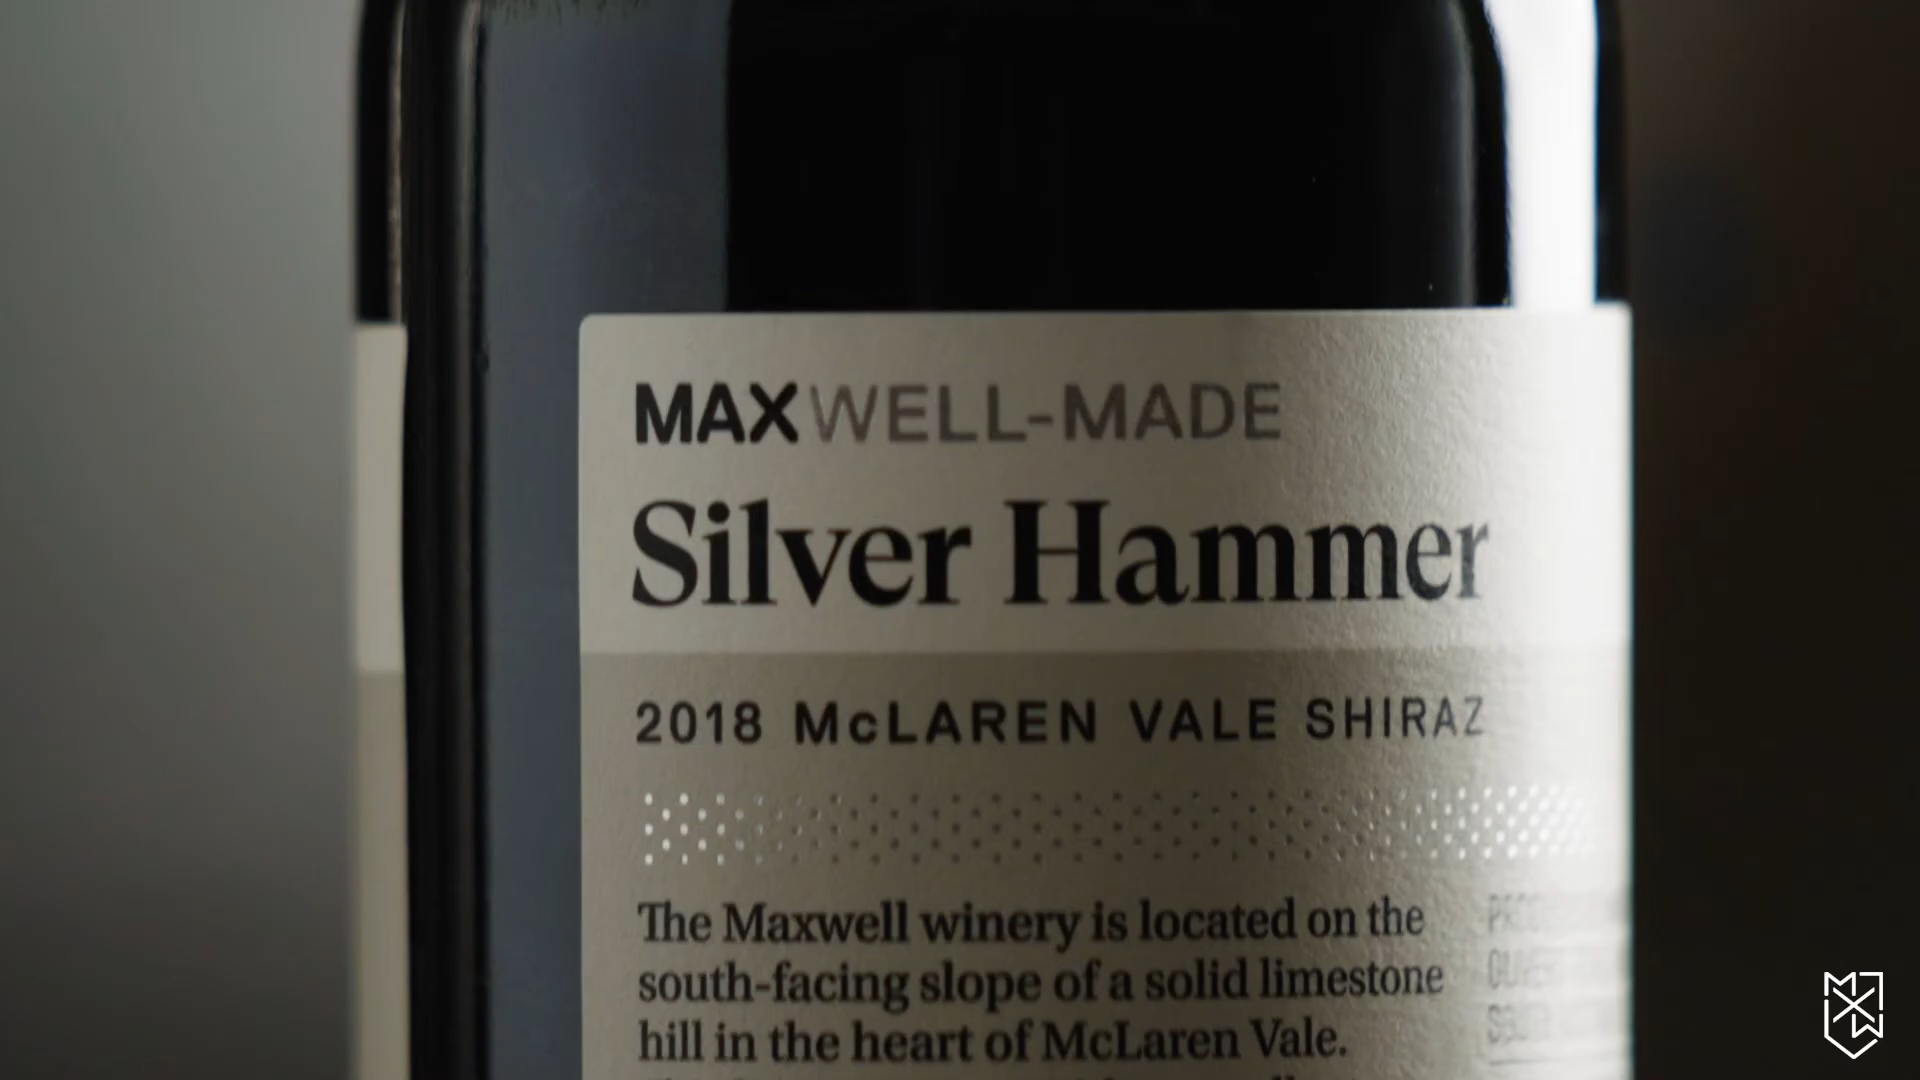 MAXWELL-MADE
Silver Hammer
2018 McLAREN VALE SHIRAZ
The Maxwell winery is located on the
south-facing slope of a solid limestone
hill in the heart of McLaren Vale.